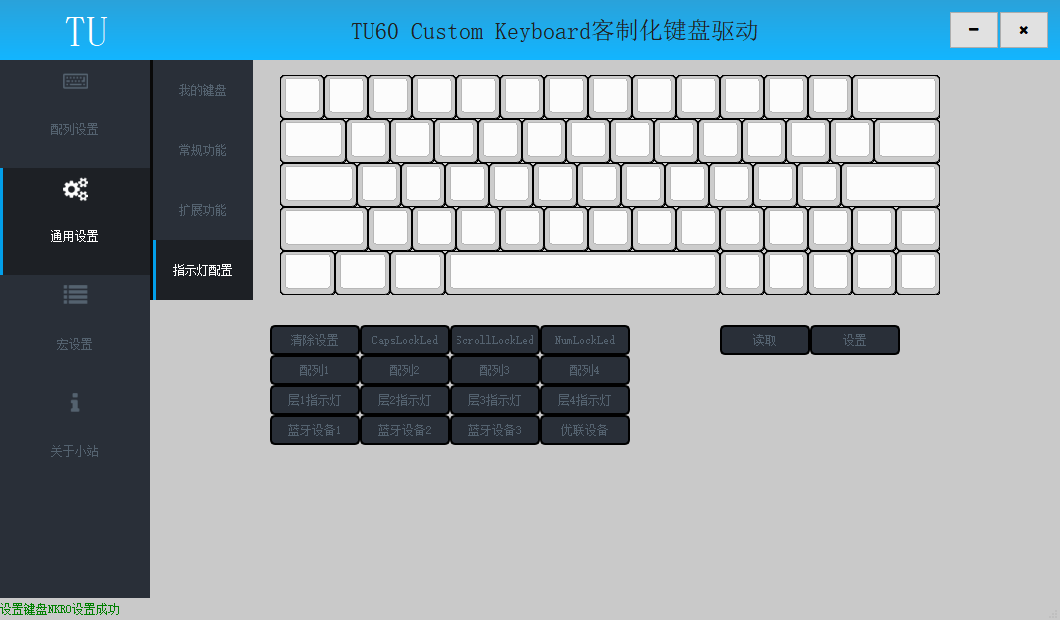 TU
TU60 Custom Keyboard客制化键盘驱动
配列设置
通用设置
宏设置
关于小站
我的键盘
常规功能
扩展功能
指示灯配置
清除设置 CapsLockLed ScrollLockLed NumLockLed
读取 设置
配列1 配列2 配列3 配列4
层1指示灯 层2指示灯 层3指示灯 层4指示灯
蓝牙设备1 蓝牙设备2 蓝牙设备3 优联设备
设置键盘NKRO设置成功